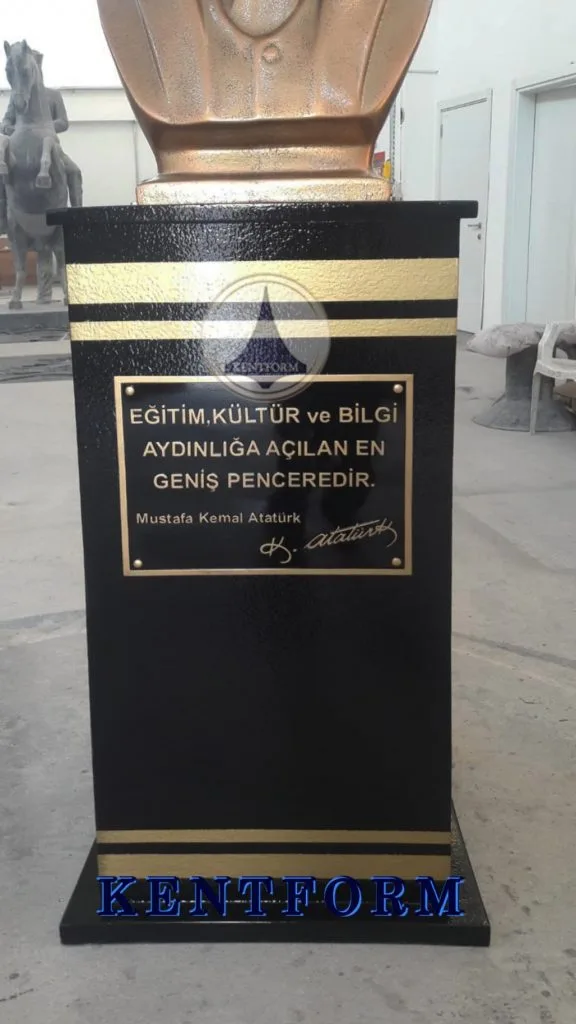 KENTFORM
EĞİTİM,KÜLTÜR ve BİLGİ
AYDINLIĞA AÇILAN EN
GENİŞ PENCEREDİR.
Mustafa Kemal Atatürk
K. Atatürk
KENTFORM